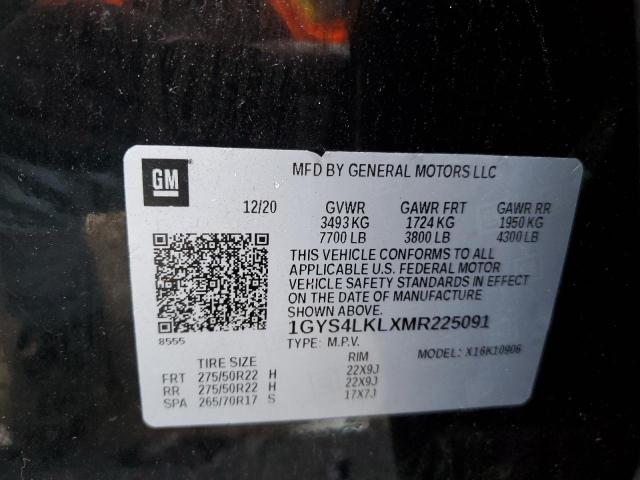 GM
MFD BY GENERAL MOTORS LLC
12/20 GVWR GAWR FRT GAWR RR
3493 KG 1724 KG 1950 KG
7700 LB 3800 LB 4300 LB
THIS VEHICLE CONFORMS TO ALL
APPLICABLE U.S. FEDERAL MOTOR
VEHICLE SAFETY STANDARDS IN EFFECT
ON THE DATE OF MANUFACTURE
SHOWN ABOVE.
1GYS4LKLXMR225091
8555
TYPE: M.P.V. MODEL: X16K10906
TIRE SIZE RIM
FRT 275/50R22 H 22X9J
RR 275/50R22 H 22X9J
SPA 265/70R17 S 17X7J